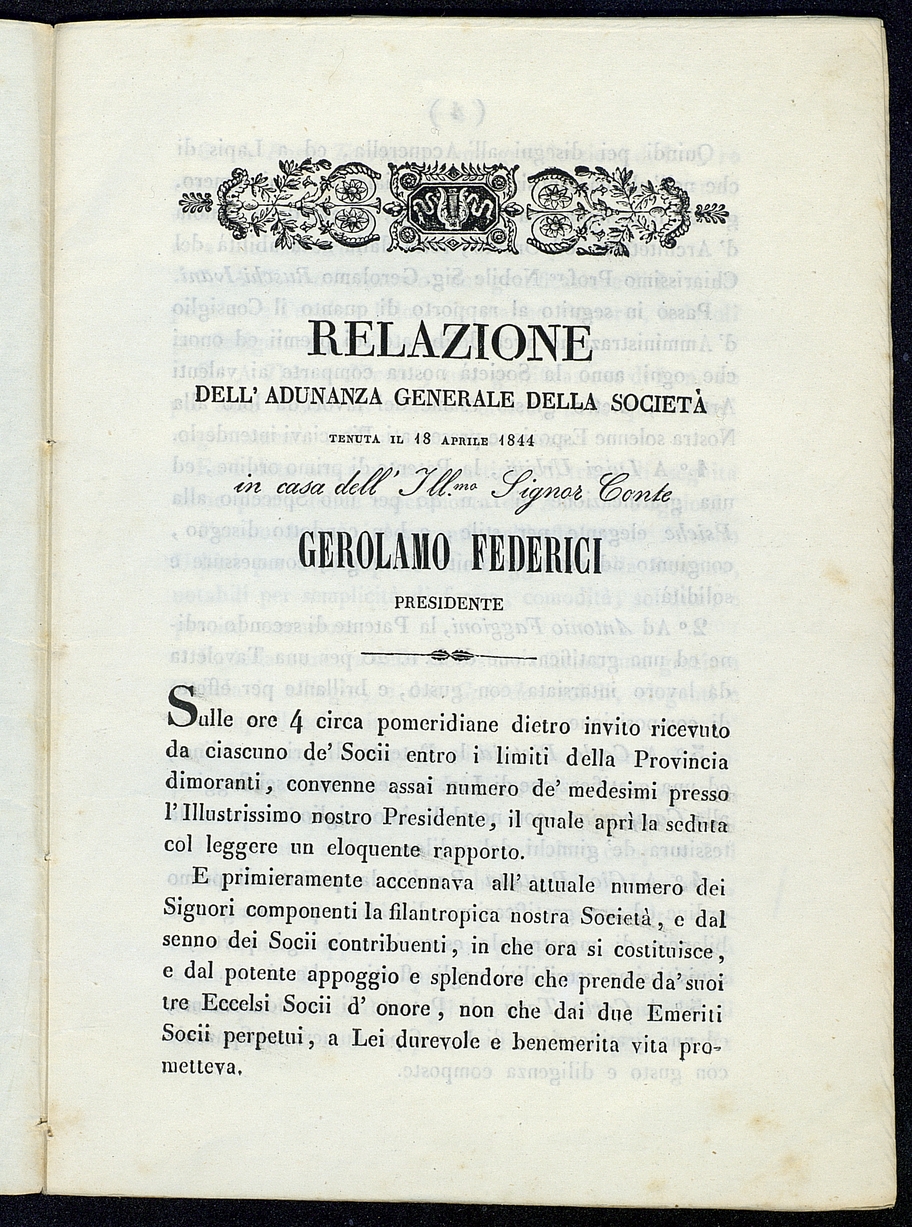 RELAZIONE
DELL' ADUNANZA GENERALE DELLA SOCIETÀ
TENUTA IL 18 APRILE 1844
in casa dell' Ill.mo Signor Conte
GEROLAMO FEDERICI
PRESIDENTE
Sulle ore 4 circa pomeridiane dietro invito ricevuto
da ciascuno de' Socii entro i limiti della Provincia
dimoranti, convenne assai numero de' medesimi presso
l'Illustrissimo nostro Presidente, il quale aprì la seduta
col leggere un eloquente rapporto.
E primieramente accennava all' attuale numero dei
Signori componenti la filantropica nostra Società, e dal
senno dei Socii contribuenti, in che ora si costituisce,
e dal potente appoggio e splendore che prende da' suoi
tre Eccelsi Socii d' onore, non che dai due Emeriti
Socii perpetui, a Lei durevole e benemerita vita pro-
metteva.